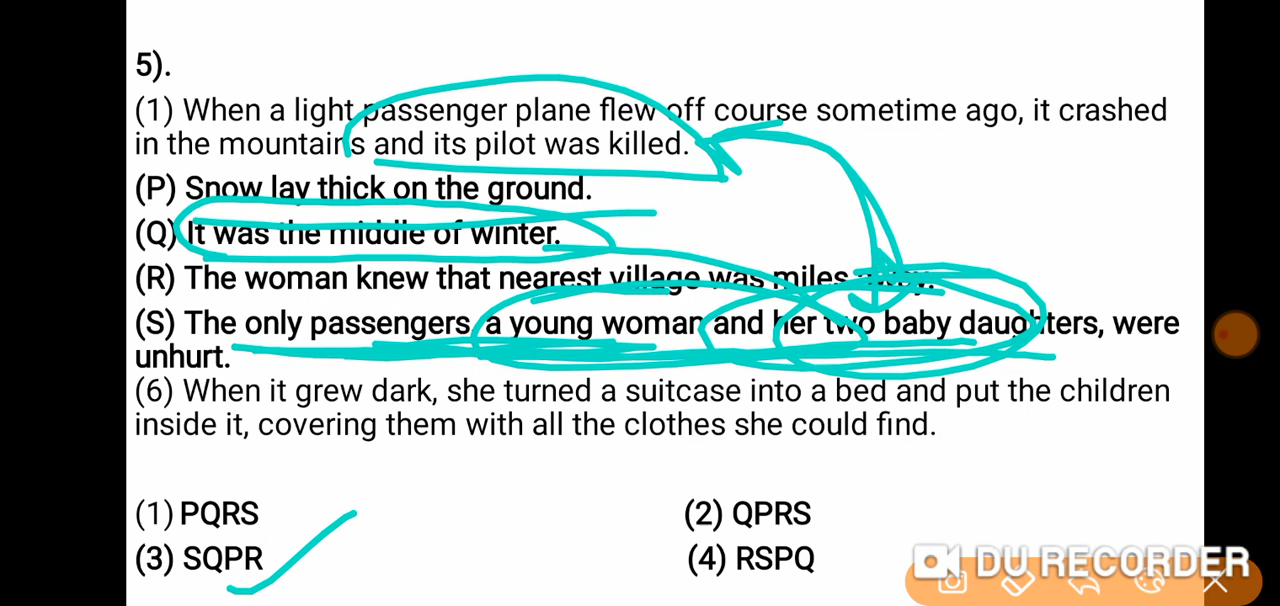 5).
(1) When a light passenger plane flew off course sometime ago, it crashed
in the mountains and its pilot was killed.
(P) Snow lay thick on the ground.
(Q) It was the middle of winter.
(R) The woman knew that nearest village was miles away.
(S) The only passengers, a young woman and her two baby daughters, were
unhurt.
(6) When it grew dark, she turned a suitcase into a bed and put the children
inside it, covering them with all the clothes she could find.
(1) PQRS (2) QPRS
(3) SQPR (4) RSPQ
DU RECORDER